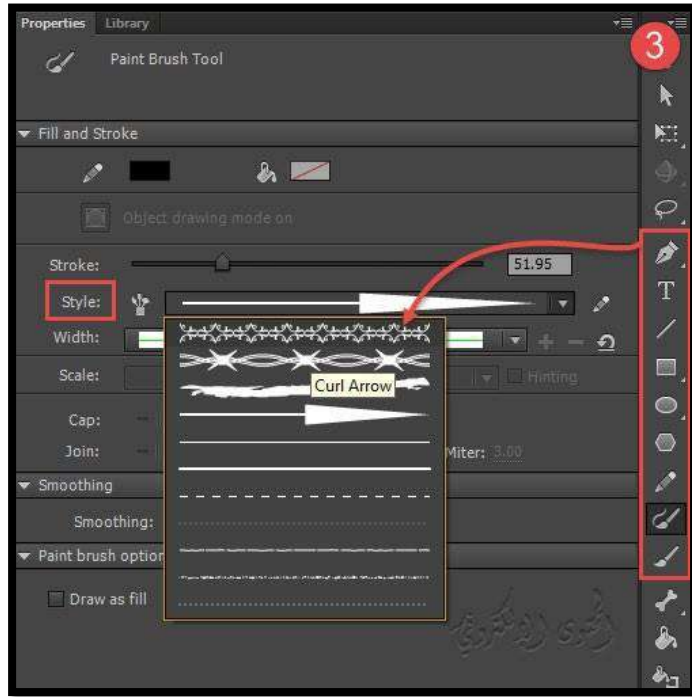 Properties Library
3
Paint Brush Tool
Fill and Stroke
Object drawing mode on
Stroke: 51.95
Style:
Width:
Scale: Hinting
Curl Arrow
Cap:
Join: Miter: 3.00
Smoothing
Smoothing:
Paint brush option
Draw as fill
T